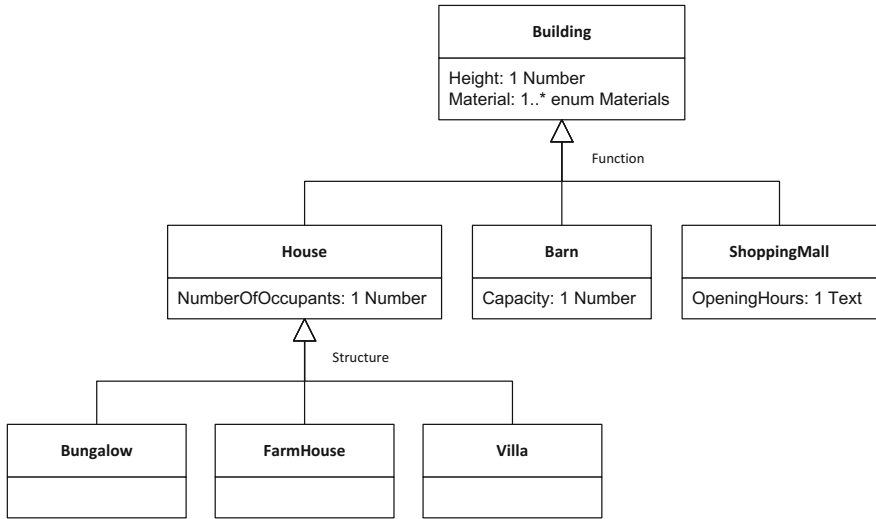 Building
Height: 1 Number
Material: 1..* enum Materials
Function
House
Barn
ShoppingMall
NumberOfOccupants: 1 Number
Capacity: 1 Number
OpeningHours: 1 Text
Structure
Bungalow
FarmHouse
Villa